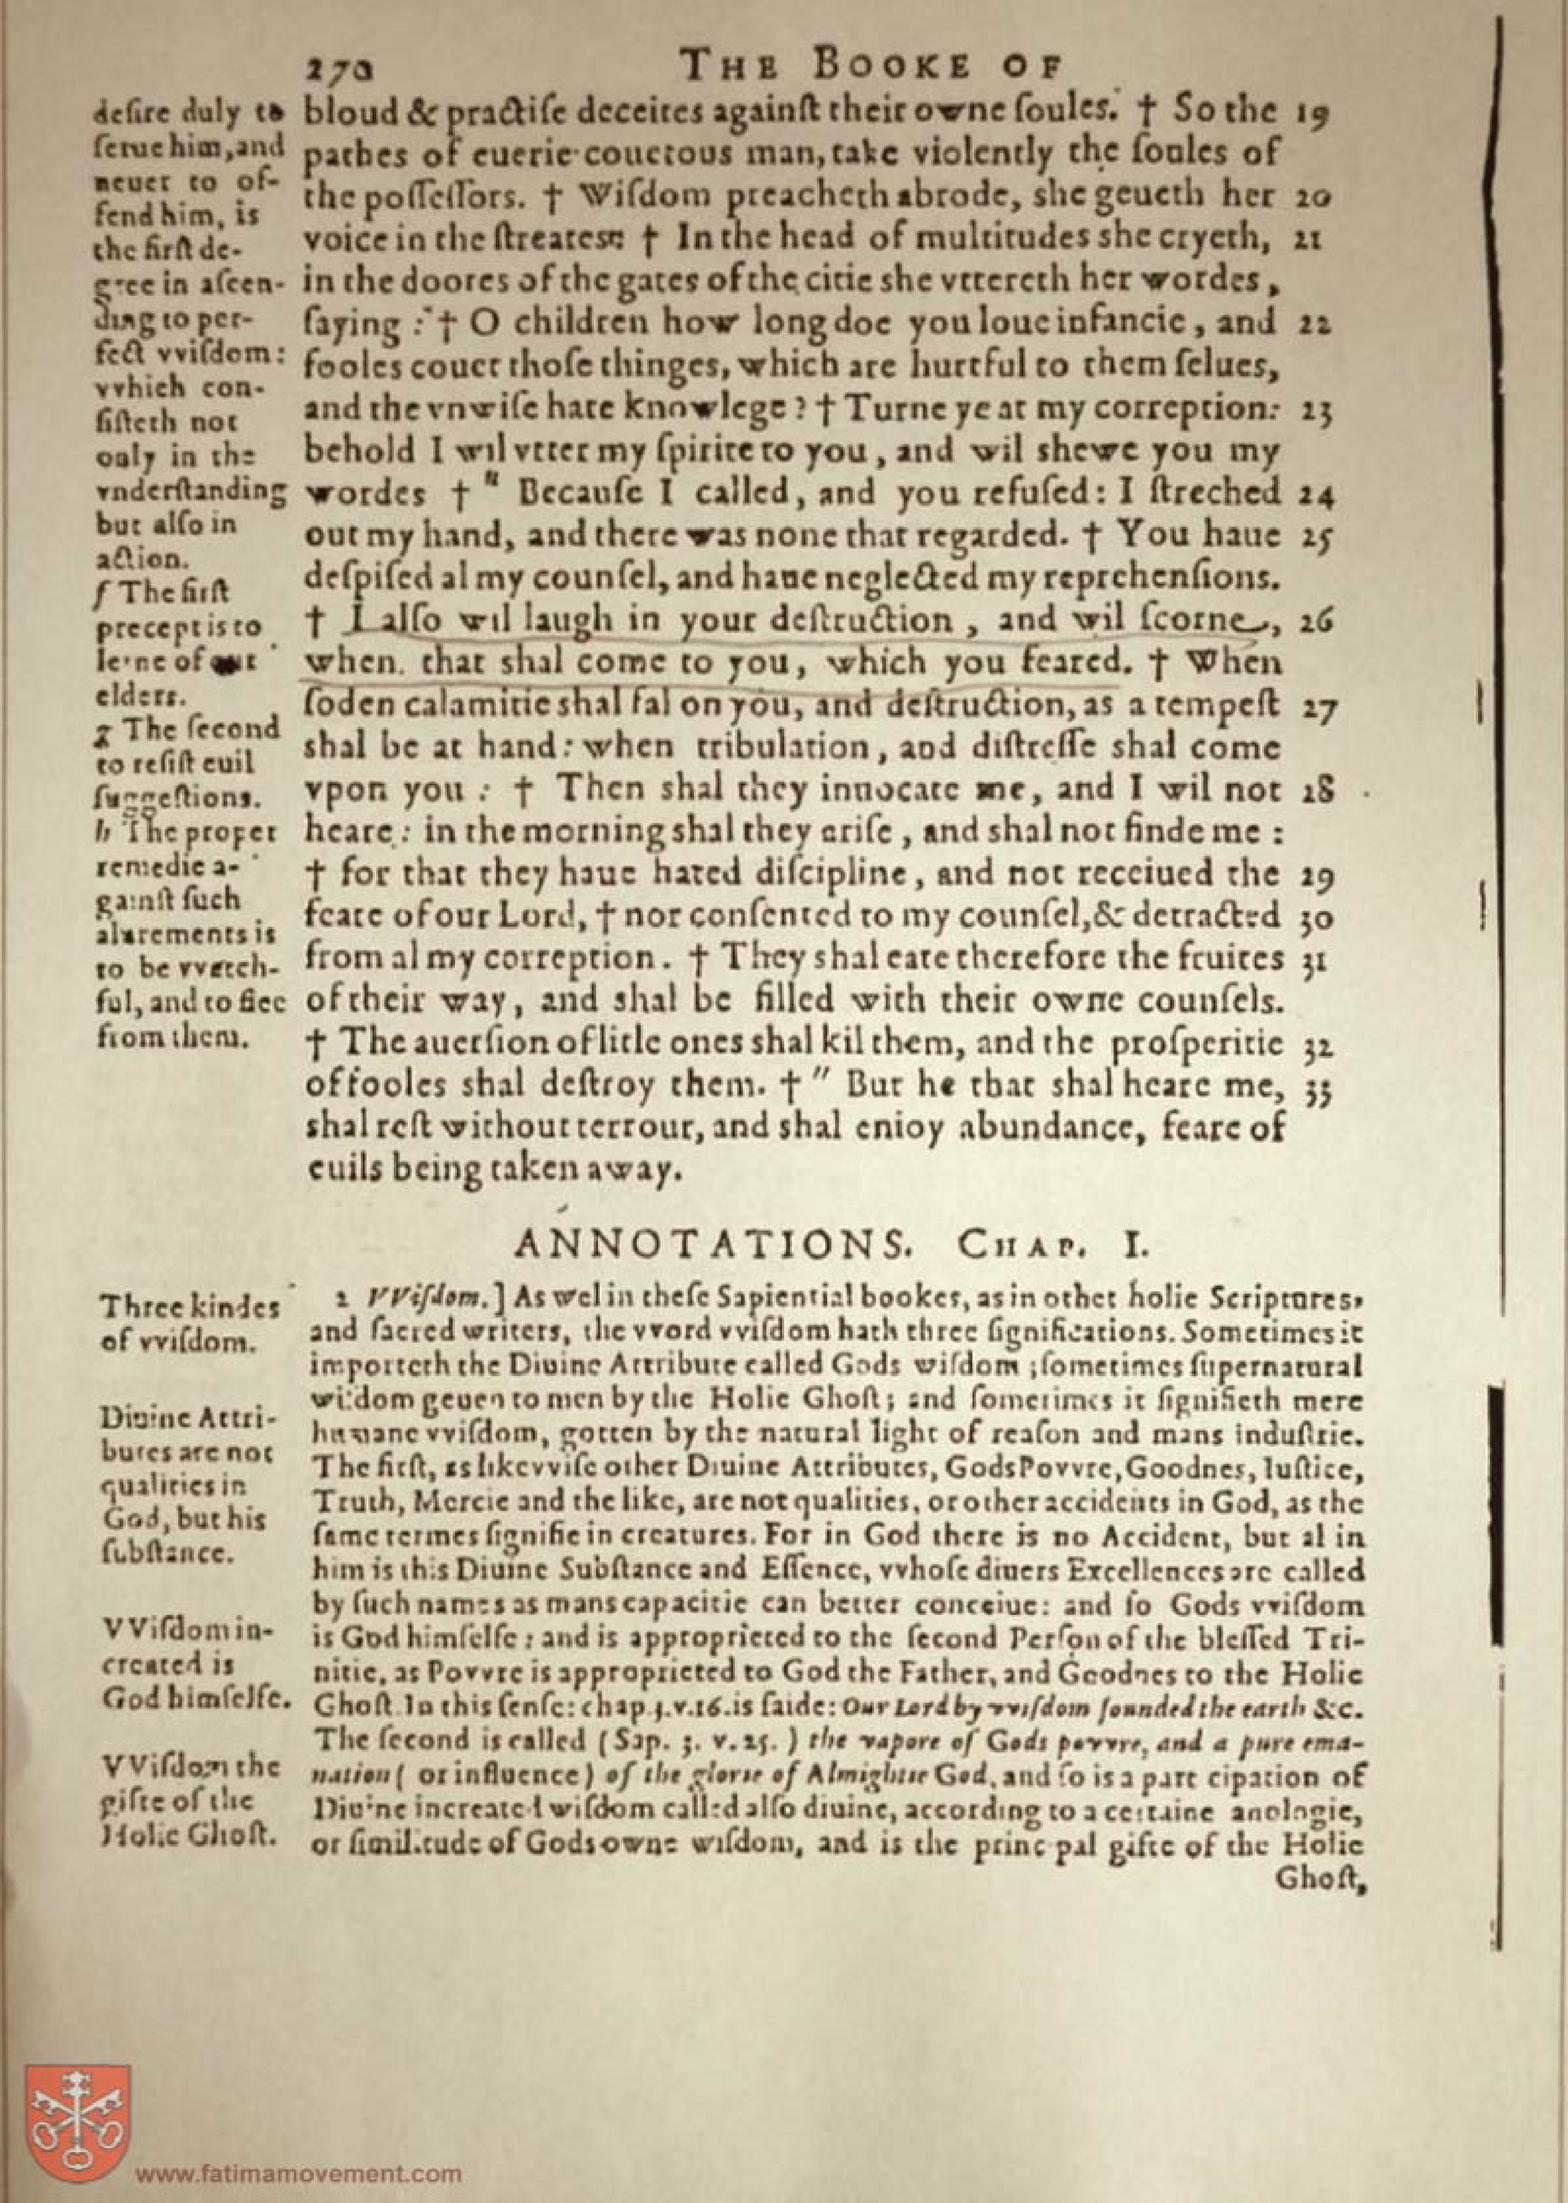 270 THE BOOKE OF
bloud & practiſe deceites againſt their owne ſoules. † So the 19
pathes of euerie couetous man, take violently the ſoules of
the poſſeſſors. † Wiſdom preacheth abrode, she geueth her 20
voice in the ſtreates: † In the head of multitudes she cryeth, 21
in the doores of the gates of the citie she vttereth her wordes,
ſaying : † O children how long doe you loue infancie, and 22
fooles couet thoſe thinges, which are hurtful to them ſelues,
and the vnwiſe hate knowlege? † Turne ye at my correption: 23
behold I wil vtter my ſpirite to you, and wil shewe you my
wordes † " Becauſe I called, and you refuſed: I ſtreched 24
out my hand, and there was none that regarded. † You haue 25
deſpiſed al my counſel, and haue neglected my reprehenſions.
† I alſo wil laugh in your deſtruction, and wil ſcorne, 26
when that shal come to you, which you feared. † When
ſoden calamitie shal fal on you, and deſtruction, as a tempeſt 27
shal be at hand: when tribulation, and diſtreſſe shal come
vpon you : † Then shal they inuocate me, and I wil not 28
heare: in the morning shal they ariſe, and shal not finde me :
† for that they haue hated diſcipline, and not receiued the 29
feare of our Lord, † nor conſented to my counſel, & detracted 30
from al my correption. † They shal eate therefore the fruites 31
of their way, and shal be filled with their owne counſels.
† The auerſion of litle ones shal kil them, and the proſperitie 32
of fooles shal deſtroy them. † " But he that shal heare me, 33
shal reſt without terrour, and shal enioy abundance, feare of
euils being taken away.
deſire duly to
ſerue him, and
neuer to of-
fend him, is
the firſt de-
gree in aſcen-
ding to per-
fect vviſdom:
vvhich con-
ſiſteth not
only in the
vnderſtanding
but alſo in
action.
f The firſt
precept is to
lerne of our
elders.
g The ſecond
to reſiſt euil
ſuggeſtions.
h The proper
remedie a-
gainſt ſuch
alurements is
to be vvatch-
ful, and to flee
from them.
ANNOTATIONS. CHAP. I.
2 VViſdom.] As wel in theſe Sapiential bookes, as in other holie Scriptures,
and ſacred writers, the vvord vviſdom hath three ſignifications. Sometimes it
importeth the Diuine Attribute called Gods wiſdom ; ſometimes ſupernatural
wiſdom geuen to men by the Holie Ghoſt; and ſometimes it ſignifieth mere
humane vviſdom, gotten by the natural light of reaſon and mans induſtrie.
The firſt, as likevviſe other Diuine Attributes, Gods Povvre, Goodnes, Iuſtice,
Truth, Mercie and the like, are not qualities, or other accidents in God, as the
ſame termes ſignifie in creatures. For in God there is no Accident, but al in
him is this Diuine Subſtance and Eſſence, vvhoſe diuers Excellences are called
by ſuch names as mans capacitie can better conceiue: and ſo Gods vviſdom
is God himſelfe: and is appropriected to the ſecond Perſon of the bleſſed Tri-
nitie, as Povvre is appropriected to God the Father, and Goodnes to the Holie
Ghoſt. In this ſenſe: chap. 3. v. 16. is ſaide: Our Lord by vviſdom founded the earth &c.
The ſecond is called (Sap. 3. v. 25.) the vapore of Gods povvre, and a pure ema-
nation ( or influence) of the glorie of Almightie God, and ſo is a participation of
Diuine increated wiſdom called alſo diuine, according to a certaine anologie,
or ſimilitude of Gods owne wiſdom, and is the principal gifte of the Holie
Ghoſt,
Three kindes
of vviſdom.
Diuine Attri-
butes are not
qualities in
God, but his
ſubſtance.
VViſdom in-
created is
God himſelfe.
VViſdom the
gifte of the
Holie Ghoſt.
www.fatimamovement.com